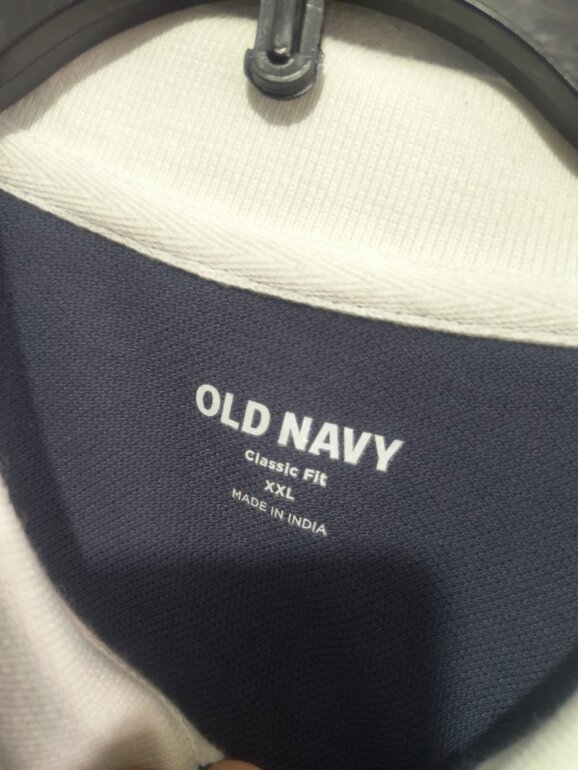 OLD NAVY
Classic Fit
XXL
MADE IN INDIA